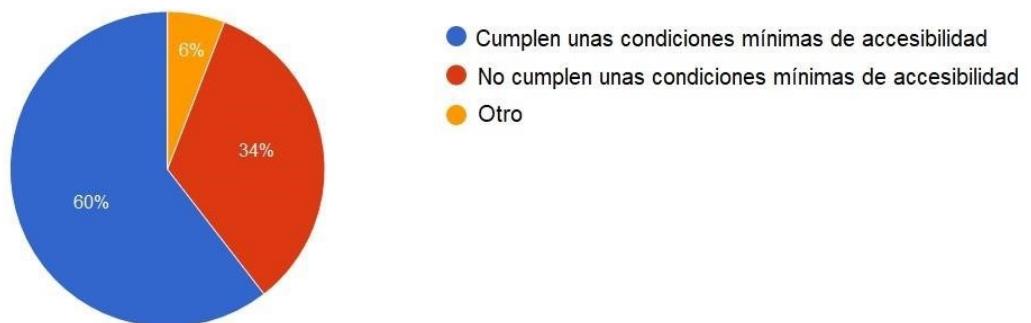 6%
34%
60%
Cumplen unas condiciones mínimas de accesibilidad
No cumplen unas condiciones mínimas de accesibilidad
Otro